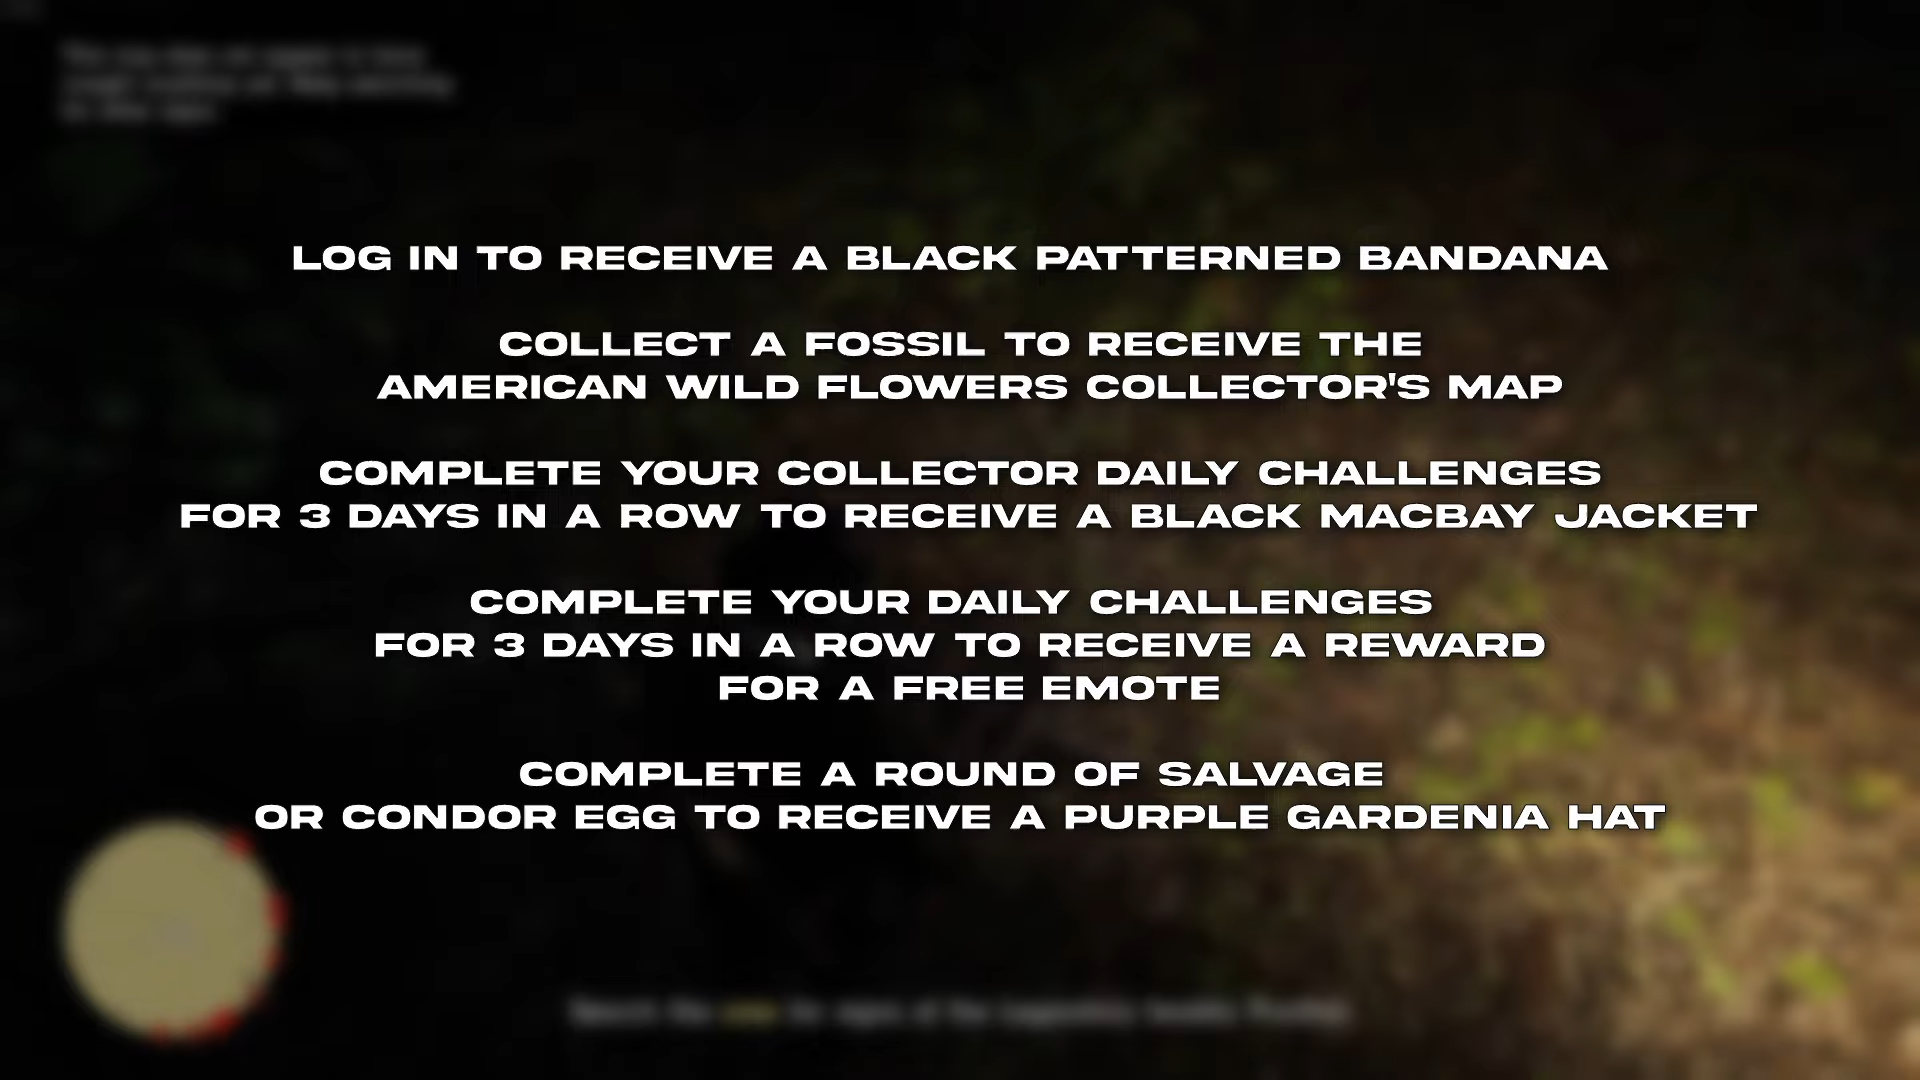 LOG IN TO RECEIVE A BLACK PATTERNED BANDANA
COLLECT A FOSSIL TO RECEIVE THE
AMERICAN WILD FLOWERS COLLECTOR'S MAP
COMPLETE YOUR COLLECTOR DAILY CHALLENGES
FOR 3 DAYS IN A ROW TO RECEIVE A BLACK MACBAY JACKET
COMPLETE YOUR DAILY CHALLENGES
FOR 3 DAYS IN A ROW TO RECEIVE A REWARD
FOR A FREE EMOTE
COMPLETE A ROUND OF SALVAGE
OR CONDOR EGG TO RECEIVE A PURPLE GARDENIA HAT